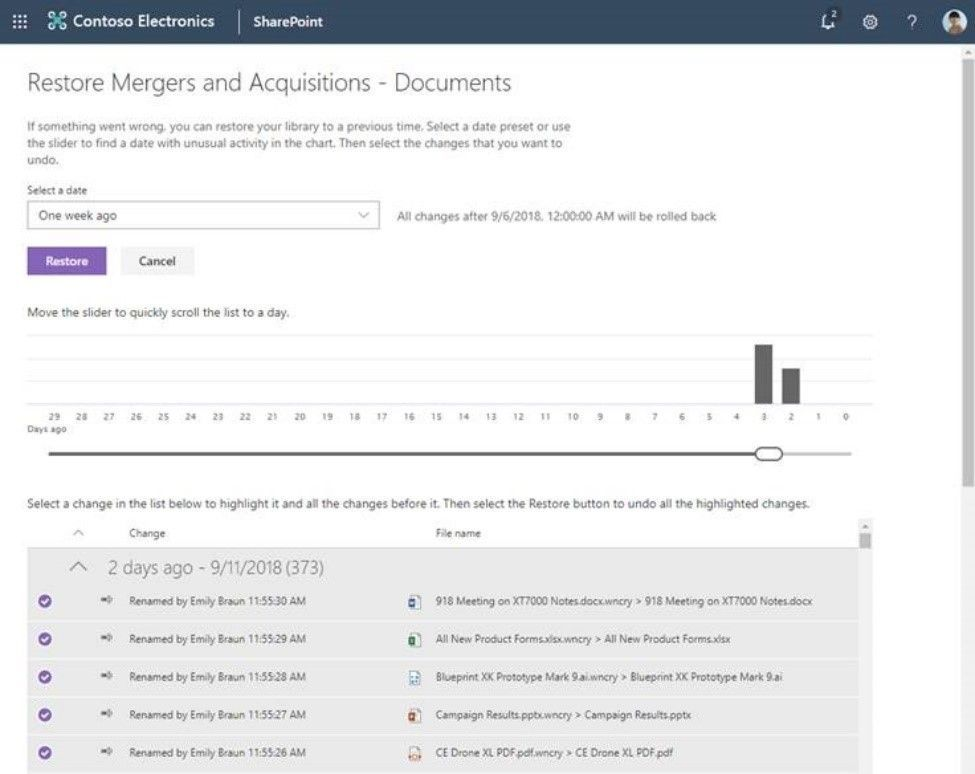 Contoso Electronics SharePoint 2 ?
Restore Mergers and Acquisitions - Documents
If something went wrong, you can restore your library to a previous time. Select a date preset or use
the slider to find a date with unusual activity in the chart. Then select the changes that you want to
undo.
Select a date
One week ago All changes after 9/6/2018, 12:00:00 AM will be rolled back
Restore Cancel
Move the slider to quickly scroll the list to a day.
29 28 27 26 25 24 23 22 21 20 19 18 17 16 15 14 13 12 11 10 9 8 7 6 5 4 3 2 1 0
Days ago
Select a change in the list below to highlight it and all the changes before it. Then select the Restore button to undo all the highlighted changes.
Change File name
2 days ago - 9/11/2018 (373)
Renamed by Emily Braun 11:55:30 AM 918 Meeting on XT7000 Notes.docx.wncry > 918 Meeting on XT7000 Notes.docx
Renamed by Emily Braun 11:55:29 AM All New Product Forms.xlsx.wncry > All New Product Forms.xlsx
Renamed by Emily Braun 11:55:28 AM Blueprint XK Prototype Mark 9.ai.wncry > Blueprint XK Prototype Mark 9.ai
Renamed by Emily Braun 11:55:27 AM Campaign Results.pptx.wncry > Campaign Results.pptx
Renamed by Emily Braun 11:55:26 AM CE Drone XL PDF.pdf.wncry > CE Drone XL PDF.pdf